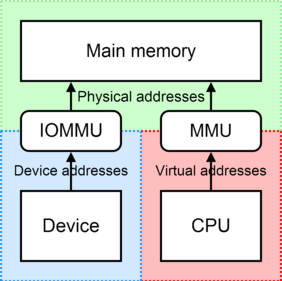 Main memory
Physical addresses
IOMMU
MMU
Device addresses
Virtual addresses
Device
CPU